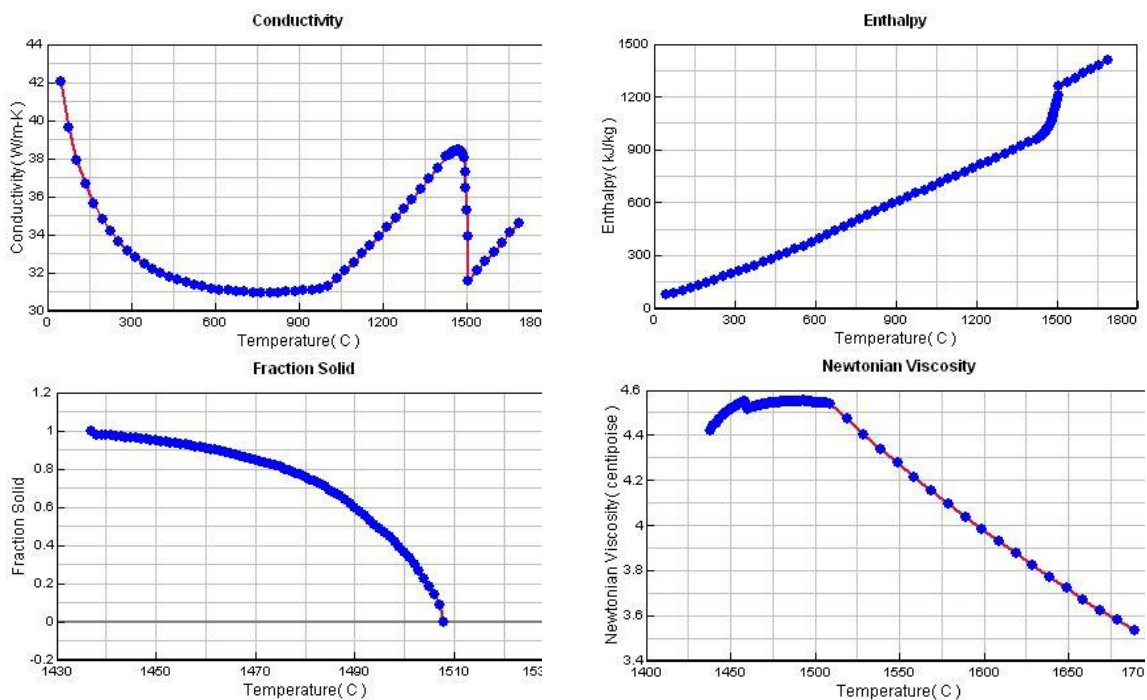 Conductivity
Conductivity( W/m-K)
44
42
40
38
36
34
32
30
0 300 600 900 1200 1500 180
Temperature( C )
Enthalpy
Enthalpy( kJ/kg )
1500
1200
900
600
300
0
0 300 600 900 1200 1500 1800
Temperature( C )
Fraction Solid
Fraction Solid
1.2
1
0.8
0.6
0.4
0.2
0
-0.2
1430 1450 1470 1490 1510 153
Temperature( C )
Newtonian Viscosity
Newtonian Viscosity( centipoise )
4.6
4.4
4.2
4
3.8
3.6
3.4
1400 1450 1500 1550 1600 1650 170
Temperature( C )